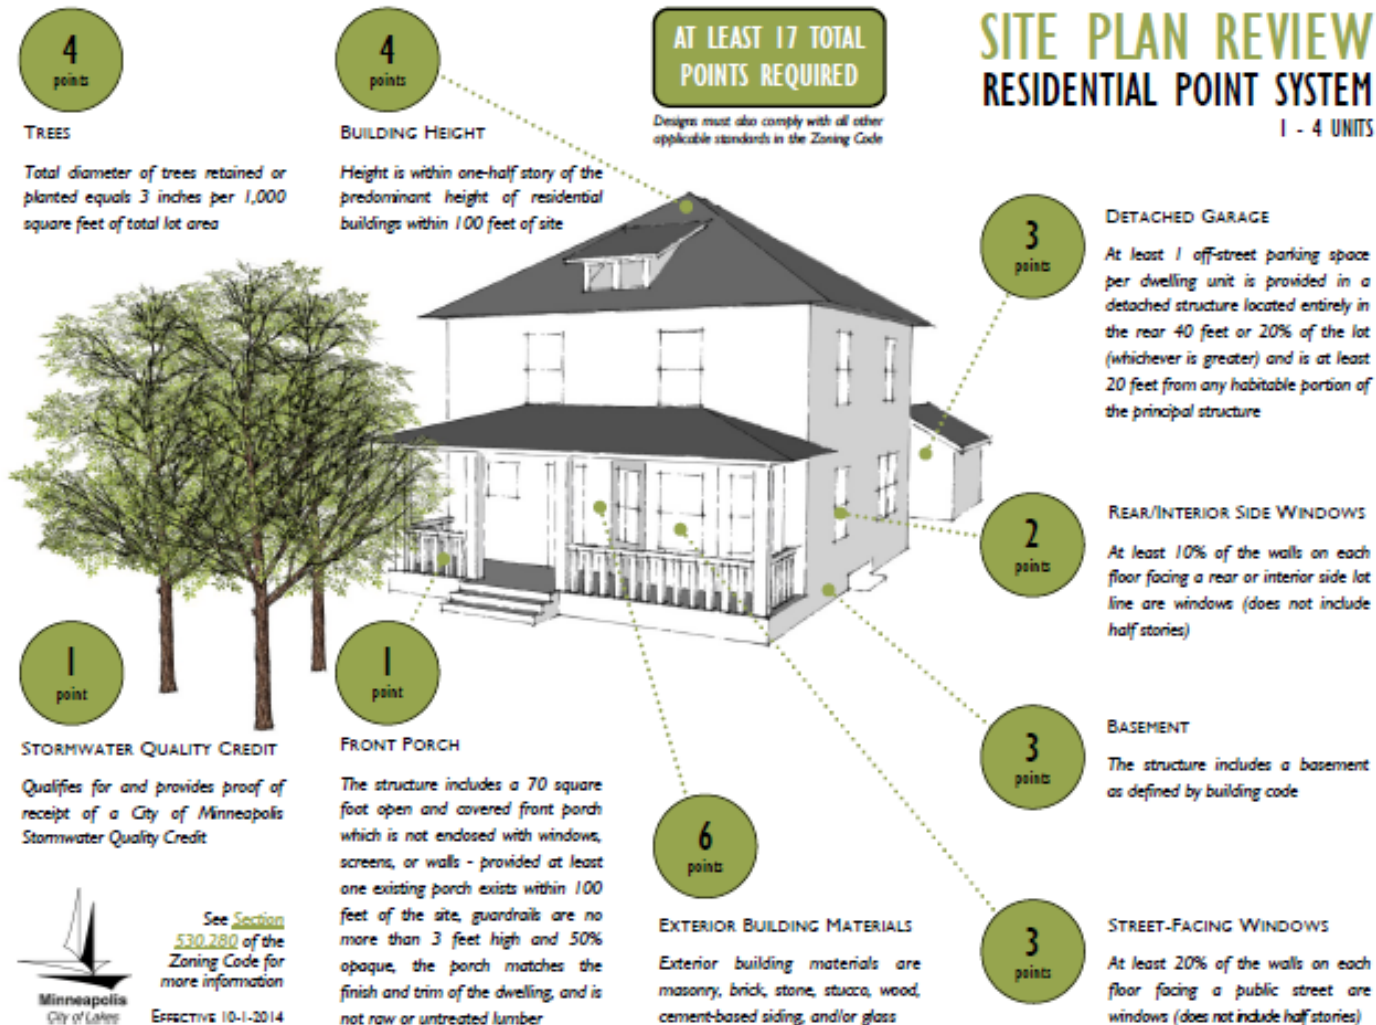 4
points
TREES
Total diameter of trees retained or
planted equals 3 inches per 1,000
square feet of total lot area
4
points
BUILDING HEIGHT
Height is within one-half story of the
predominant height of residential
buildings within 100 feet of site
AT LEAST 17 TOTAL
POINTS REQUIRED
Designs must also comply with all other
applicable standards in the Zoning Code
SITE PLAN REVIEW
RESIDENTIAL POINT SYSTEM
1 - 4 UNITS
3
points
DETACHED GARAGE
At least 1 off-street parking space
per dwelling unit is provided in a
detached structure located entirely in
the rear 40 feet or 20% of the lot
(whichever is greater) and is at least
20 feet from any habitable portion of
the principal structure
2
points
REAR/INTERIOR SIDE WINDOWS
At least 10% of the walls on each
floor facing a rear or interior side lot
line are windows (does not include
half stories)
3
points
BASEMENT
The structure includes a basement
as defined by building code
1
point
STORMWATER QUALITY CREDIT
Qualifies for and provides proof of
receipt of a City of Minneapolis
Stormwater Quality Credit
1
point
FRONT PORCH
The structure includes a 70 square
foot open and covered front porch
which is not enclosed with windows,
screens, or walls - provided at least
one existing porch exists within 100
feet of the site, guardrails are no
more than 3 feet high and 50%
opaque, the porch matches the
finish and trim of the dwelling, and is
not raw or untreated lumber
6
points
EXTERIOR BUILDING MATERIALS
Exterior building materials are
masonry, brick, stone, stucco, wood,
cement-based siding, and/or glass
3
points
STREET-FACING WINDOWS
At least 20% of the walls on each
floor facing a public street are
windows (does not include half stories)
Minneapolis
City of Lakes
See Section
530.280 of the
Zoning Code for
more information
EFFECTIVE 10-1-2014